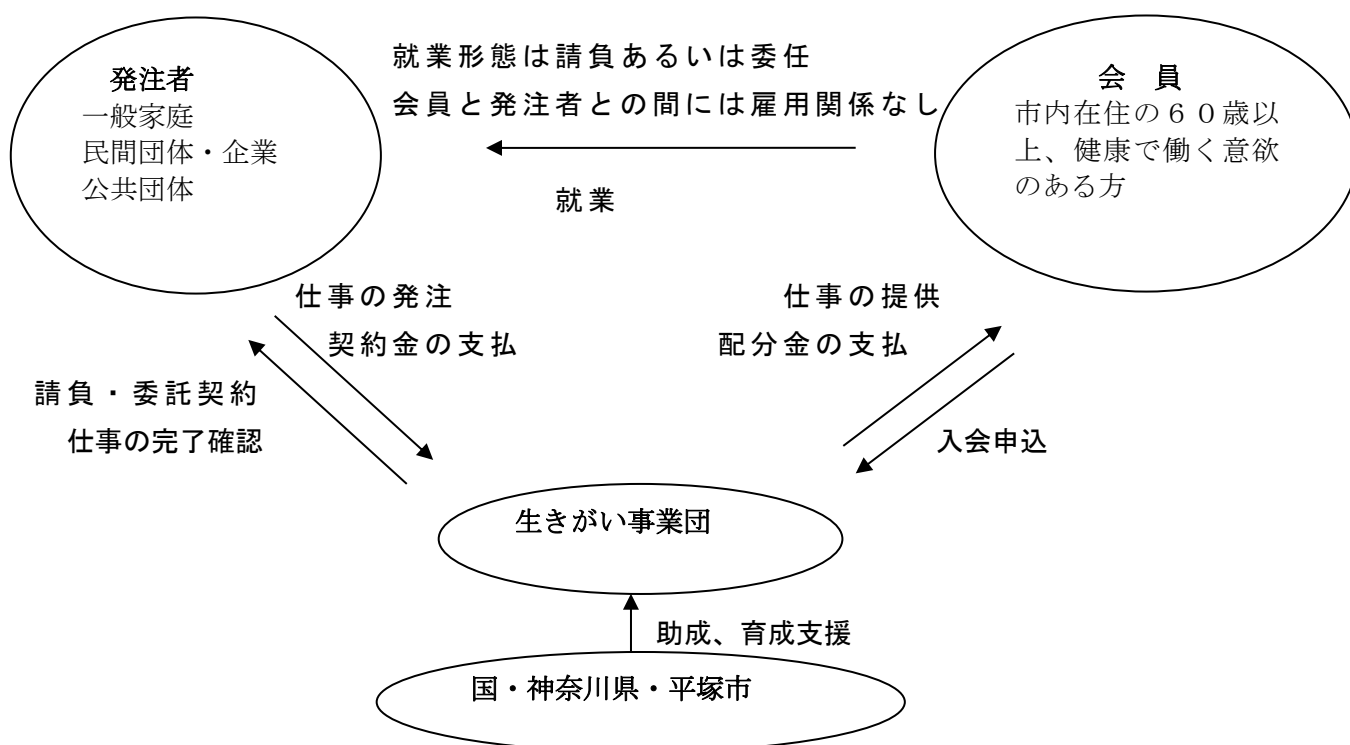 発注者
一般家庭
民間団体・企業
公共団体
就業形態は請負あるいは委任
会員と発注者との間には雇用関係なし
就業
会　員
市内在住の６０歳以
上、健康で働く意欲
のある方
仕事の発注
契約金の支払
請負・委託契約
仕事の完了確認
仕事の提供
配分金の支払
入会申込
生きがい事業団
助成、育成支援
国・神奈川県・平塚市